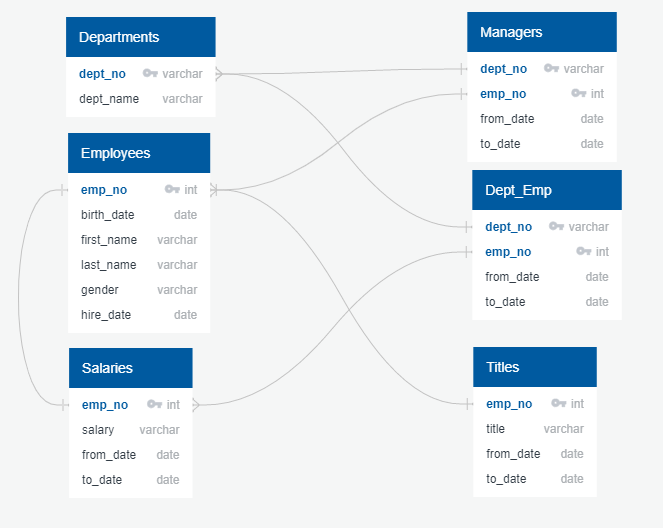 Departments
dept_no varchar
dept_name varchar
Employees
emp_no int
birth_date date
first_name varchar
last_name varchar
gender varchar
hire_date date
Salaries
emp_no int
salary varchar
from_date date
to_date date
Managers
dept_no varchar
emp_no int
from_date date
to_date date
Dept_Emp
dept_no varchar
emp_no int
from_date date
to_date date
Titles
emp_no int
title varchar
from_date date
to_date date